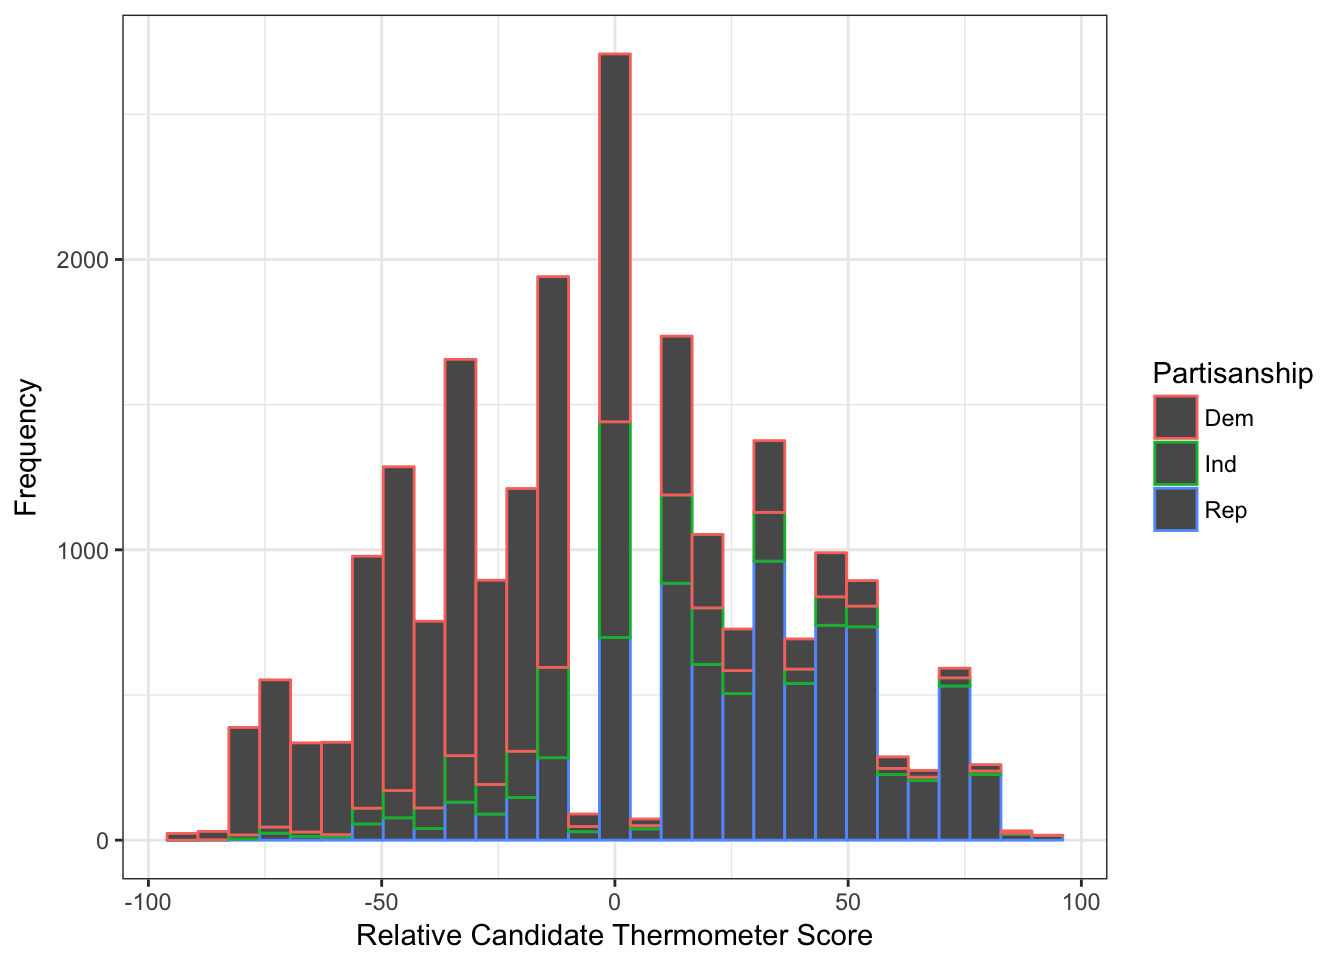 2000
1000
0
Frequency
-100
-50
0
50
100
Relative Candidate Thermometer Score
Partisanship
Dem
Ind
Rep